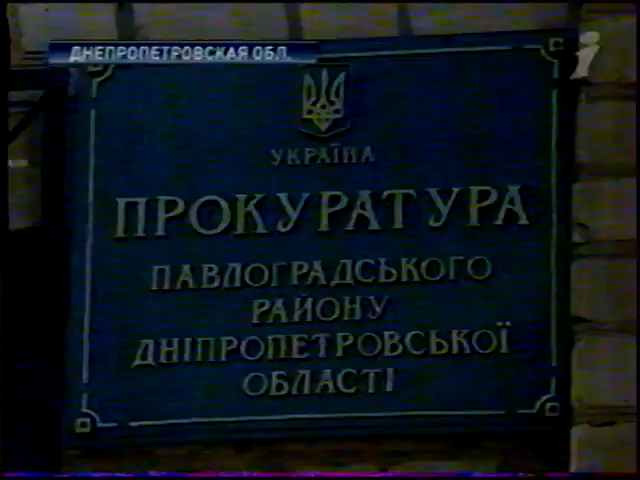 ДНЕПРОПЕТРОВСКАЯ ОБЛ.
УКРАЇНА
ПРОКУРАТУРА
ПАВЛОГРАДСЬКОГО
РАЙОНУ
ДНІПРОПЕТРОВСЬКОЇ
ОБЛАСТІ